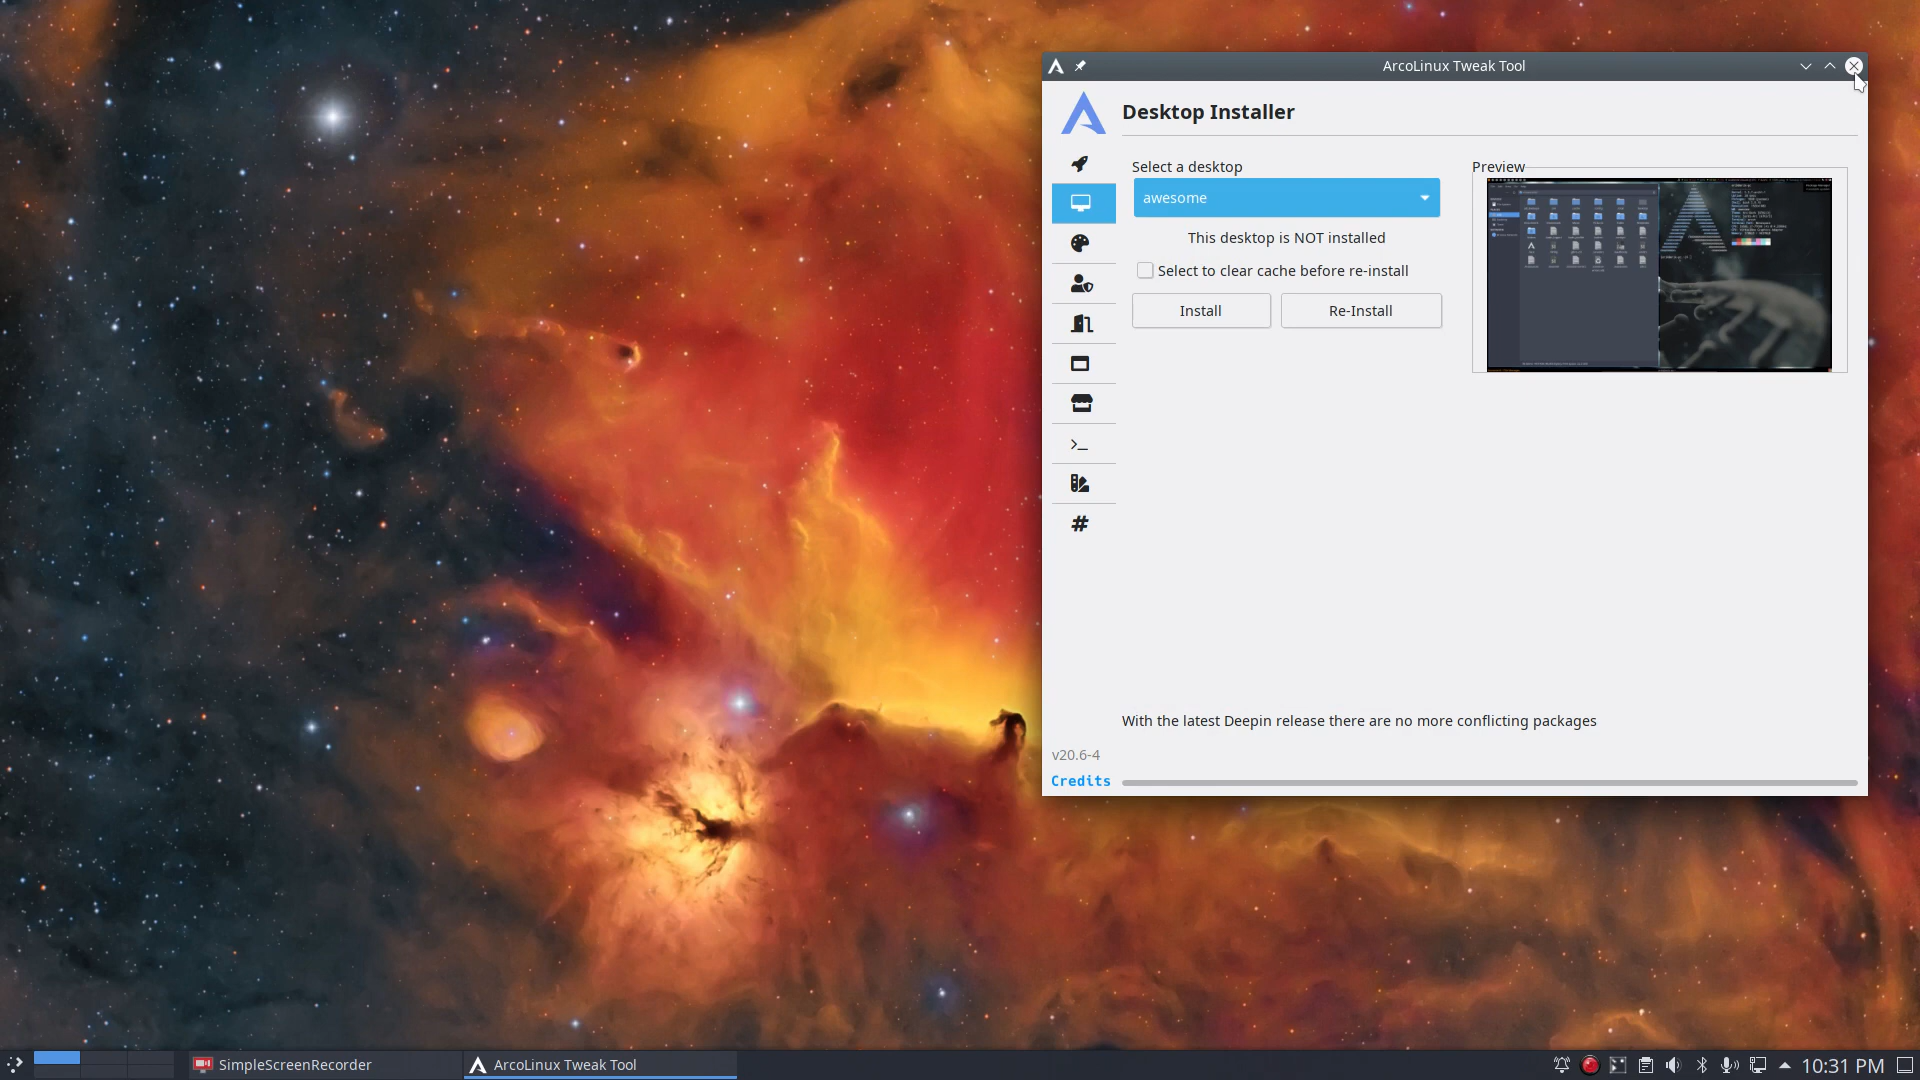 ArcoLinux Tweak Tool
Desktop Installer
Select a desktop
awesome
This desktop is NOT installed
Select to clear cache before re-install
Install
Re-Install
Preview
With the latest Deepin release there are no more conflicting packages
v20.6-4
Credits
SimpleScreenRecorder
ArcoLinux Tweak Tool
10:31 PM